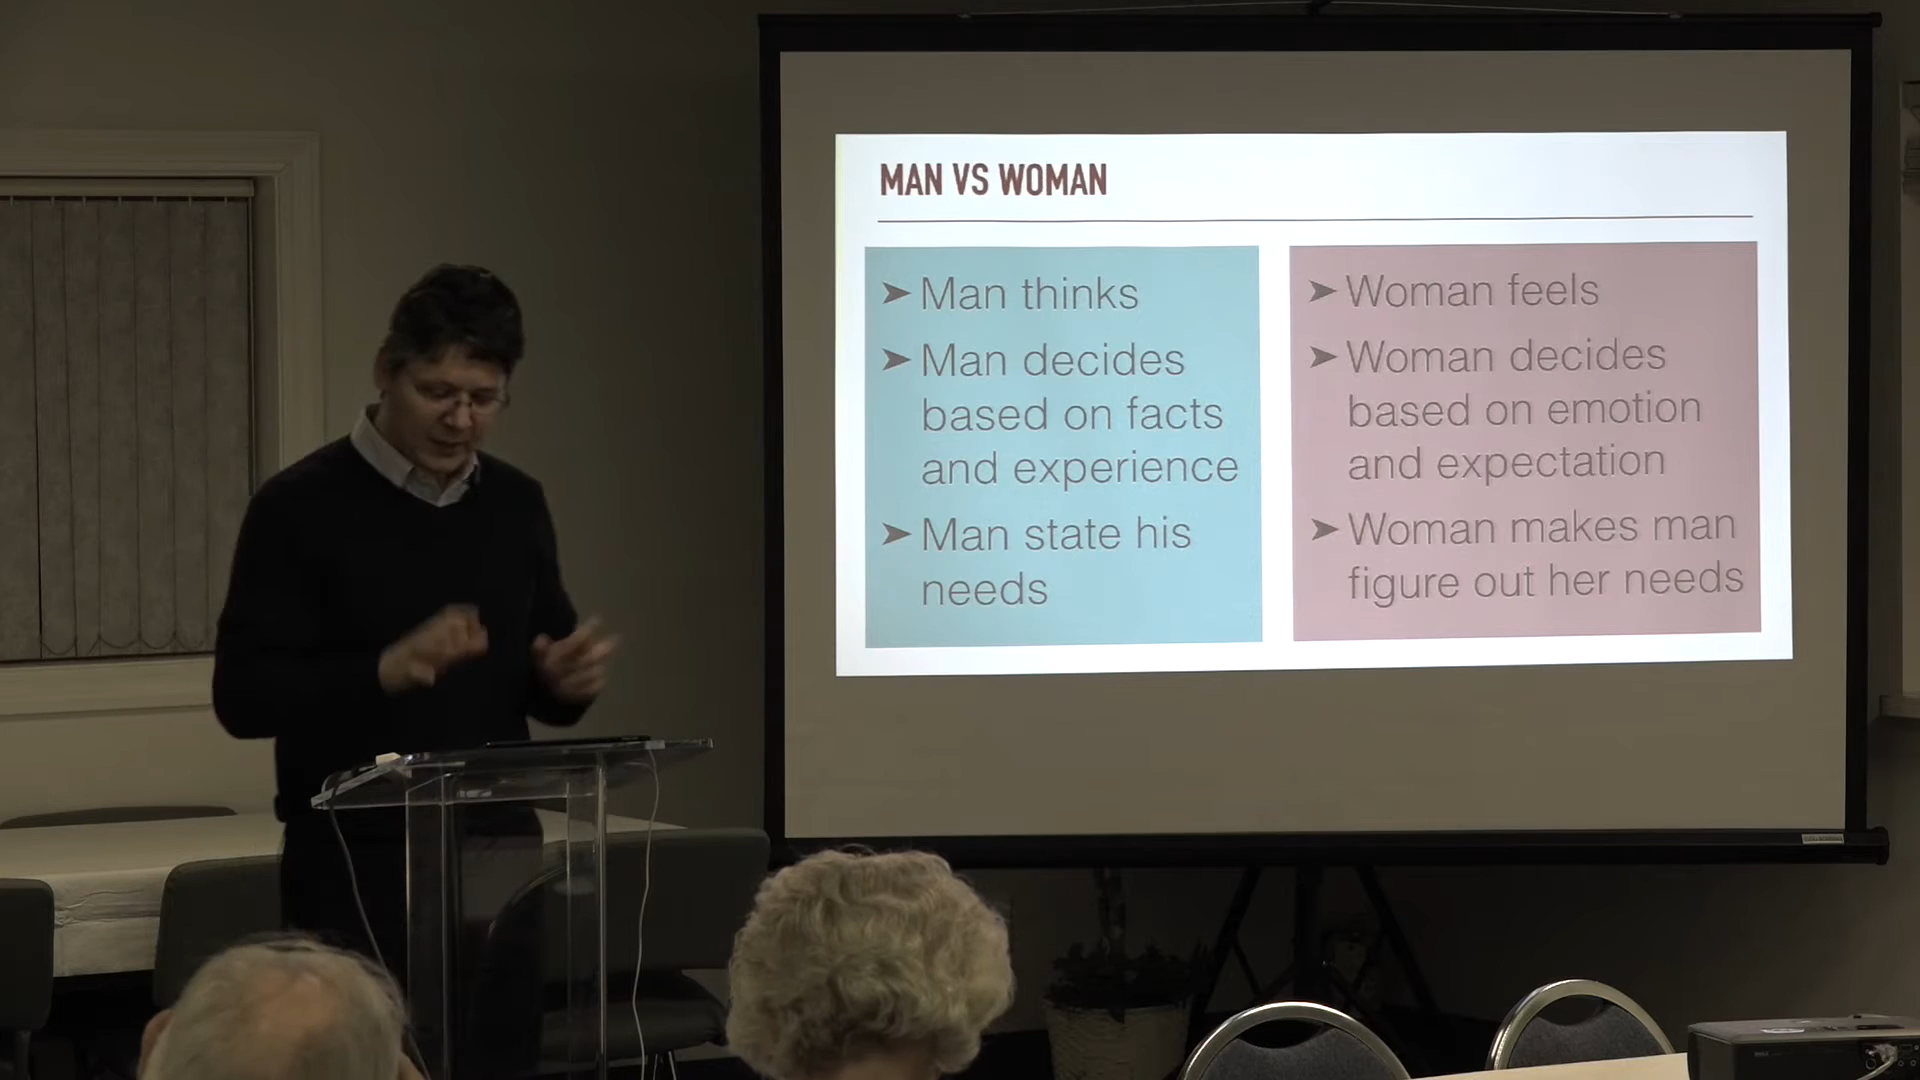 MAN VS WOMAN
➤ Man thinks
➤ Man decides
based on facts
and experience
➤ Man state his
needs
➤ Woman feels
➤ Woman decides
based on emotion
and expectation
➤ Woman makes man
figure out her needs